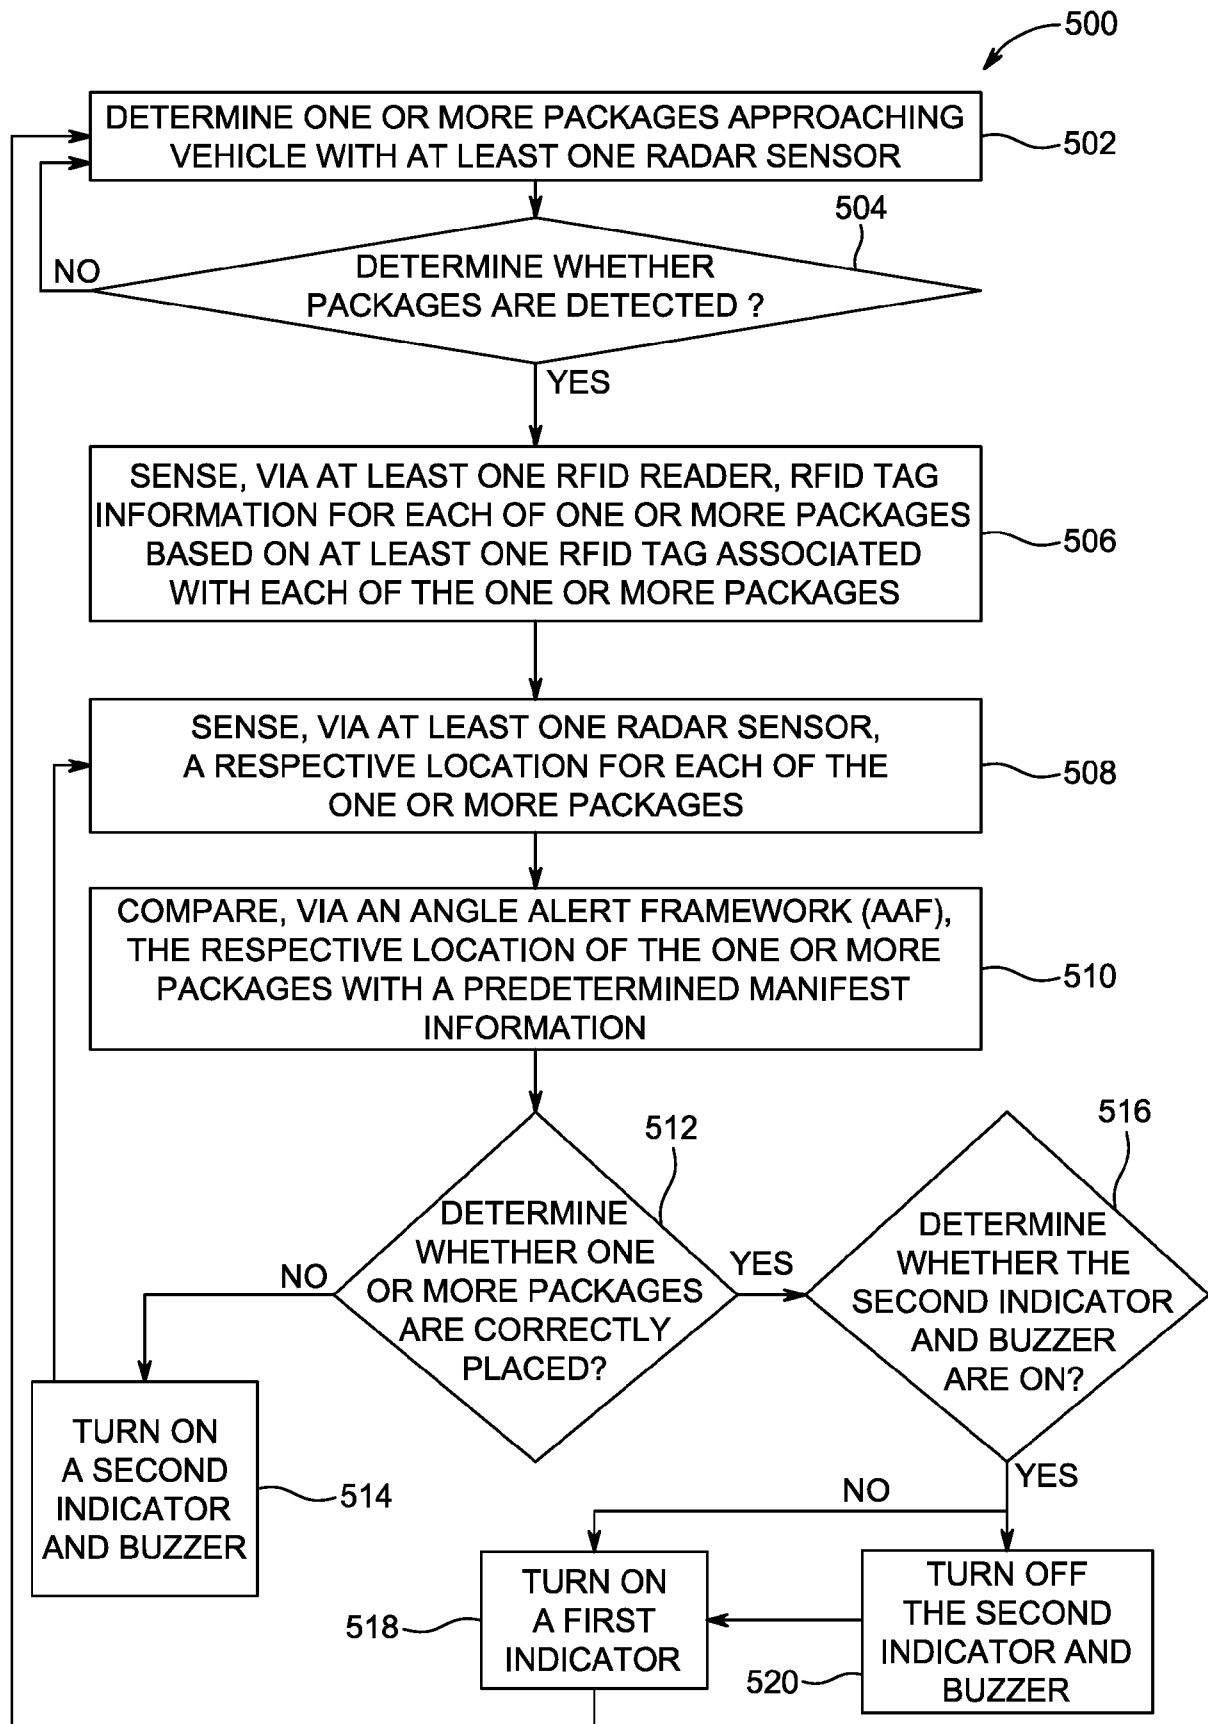 500
DETERMINE ONE OR MORE PACKAGES APPROACHING
VEHICLE WITH AT LEAST ONE RADAR SENSOR
502
504
NO
DETERMINE WHETHER
PACKAGES ARE DETECTED ?
YES
SENSE, VIA AT LEAST ONE RFID READER, RFID TAG
INFORMATION FOR EACH OF ONE OR MORE PACKAGES
BASED ON AT LEAST ONE RFID TAG ASSOCIATED
WITH EACH OF THE ONE OR MORE PACKAGES
506
SENSE, VIA AT LEAST ONE RADAR SENSOR,
A RESPECTIVE LOCATION FOR EACH OF THE
ONE OR MORE PACKAGES
508
COMPARE, VIA AN ANGLE ALERT FRAMEWORK (AAF),
THE RESPECTIVE LOCATION OF THE ONE OR MORE
PACKAGES WITH A PREDETERMINED MANIFEST
INFORMATION
510
512
DETERMINE
WHETHER ONE
OR MORE PACKAGES
ARE CORRECTLY
PLACED?
NO
YES
516
DETERMINE
WHETHER THE
SECOND INDICATOR
AND BUZZER
ARE ON?
TURN ON
A SECOND
INDICATOR
AND BUZZER
514
NO
YES
TURN ON
A FIRST
INDICATOR
518
TURN OFF
THE SECOND
INDICATOR AND
BUZZER
520